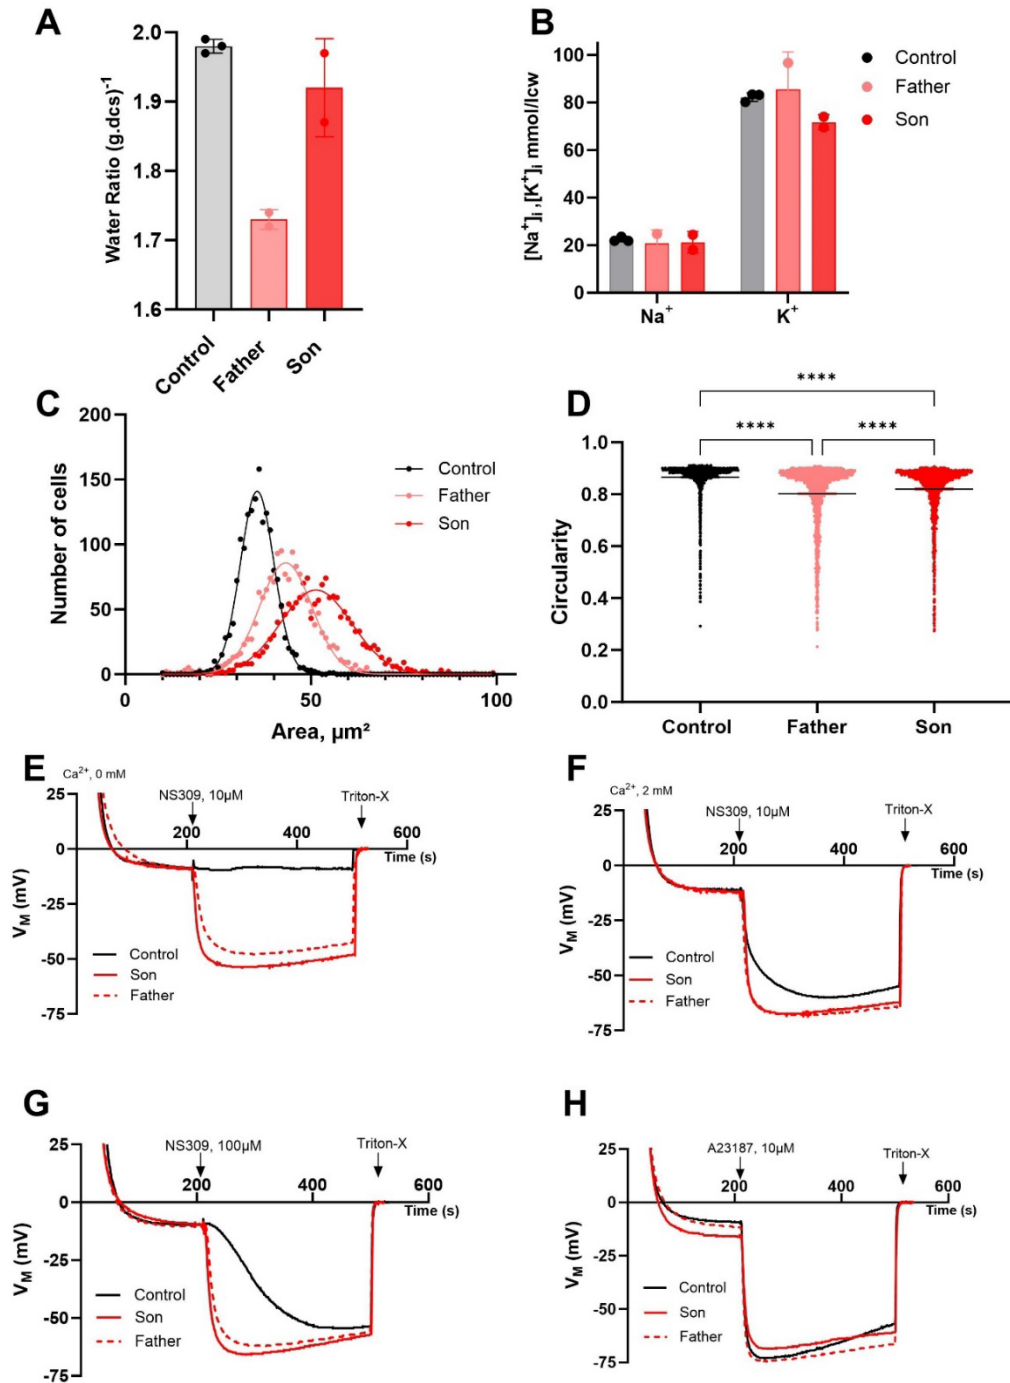 A
Water Ratio (g.dcs)⁻¹
2.0
1.9
1.8
1.7
1.6
Control
Father
Son
B
[Na⁺]ᵢ,[K⁺]ᵢ mmol/lcw
100
80
60
40
20
0
Na⁺
K⁺
Control
Father
Son
C
Number of cells
200
150
100
50
0
0
50
100
Area, µm²
Control
Father
Son
D
****
****
****
Circularity
1.0
0.8
0.6
0.4
0.2
0.0
Control
Father
Son
E
Ca²⁺, 0 mM
NS309, 10µM
Triton-X
25
0
-25
-50
-75
200
400
600
Time (s)
V_M (mV)
Control
Son
Father
F
Ca²⁺, 2 mM
NS309, 10µM
Triton-X
25
0
-25
-50
-75
200
400
600
Time (s)
V_M (mV)
Control
Son
Father
G
NS309, 100µM
Triton-X
25
0
-25
-50
-75
200
400
600
Time (s)
V_M (mV)
Control
Son
Father
H
A23187, 10µM
Triton-X
25
0
-25
-50
-75
200
400
600
Time (s)
V_M (mV)
Control
Son
Father